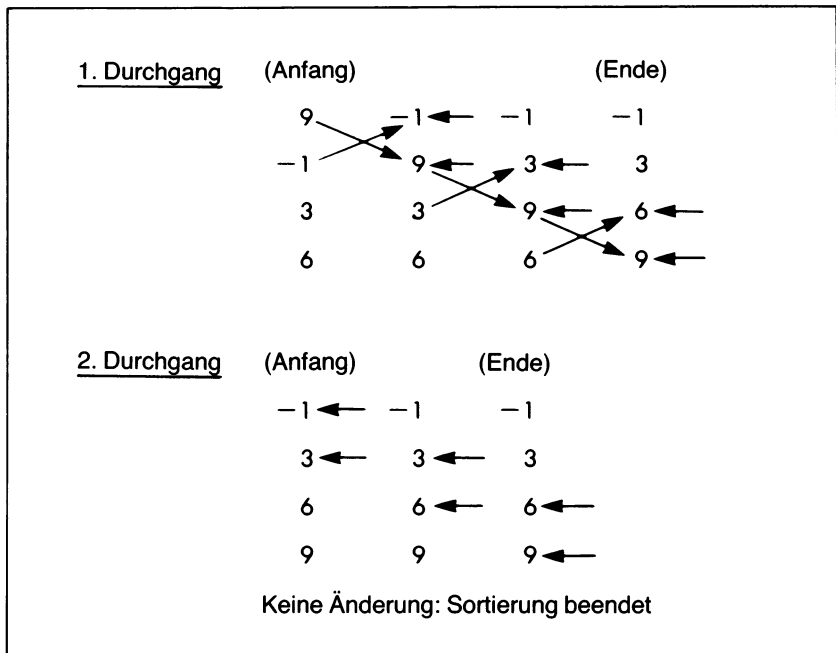 1. Durchgang (Anfang) (Ende)
9 −1 −1 −1
−1 9 3 3
3 3 9 6
6 6 6 9
2. Durchgang (Anfang) (Ende)
−1 −1 −1
3 3 3
6 6 6
9 9 9
Keine Änderung: Sortierung beendet